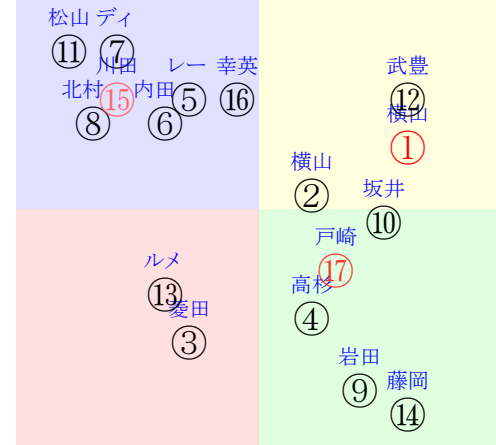 松山 ディ
⑪ ⑦
川田 レー 幸英 武豊
北村 ⑮ 内田 ⑤ ⑯ ⑫
⑧ ⑥ 横山
①
横山
② 坂井
⑩
戸崎
ルメ ⑰
⑬ 高杉
菱田 ④
③
岩田
⑨ 藤岡
⑭